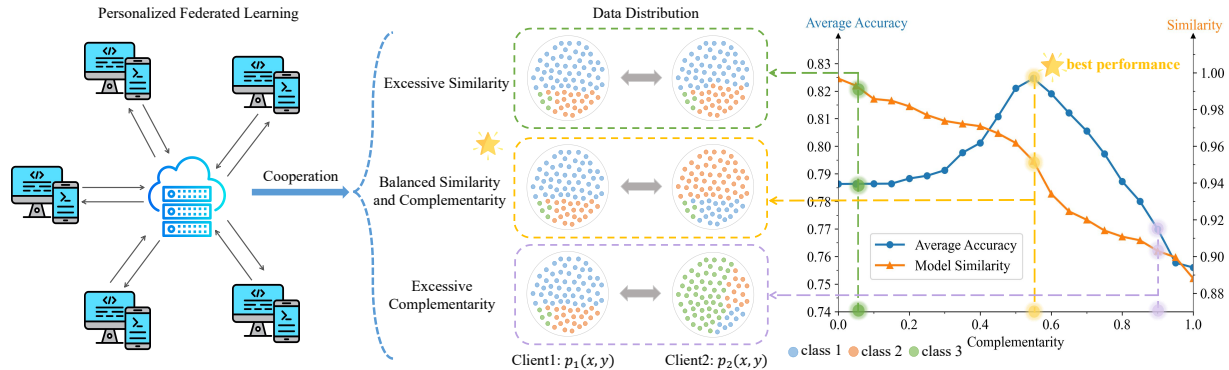 Personalized Federated Learning
Cooperation
Data Distribution
Excessive Similarity
Balanced Similarity
and Complementarity
Excessive
Complementarity
Client1: p₁(x, y)
Client2: p₂(x, y)
class 1
class 2
class 3
Average Accuracy
Similarity
best performance
0.83
0.82
0.81
0.80
0.79
0.78
0.77
0.76
0.75
0.74
1.00
0.98
0.96
0.94
0.92
0.90
0.88
Average Accuracy
Model Similarity
0.0
0.2
0.4
0.6
0.8
1.0
Complementarity